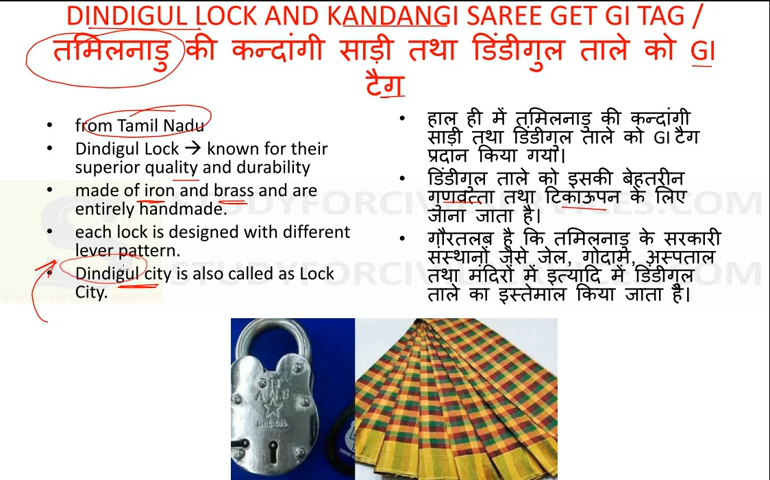 DINDIGUL LOCK AND KANDANGI SAREE GET GI TAG /
तमिलनाडु की कन्दांगी साड़ी तथा डिंडीगुल ताले को GI
टैग
• from Tamil Nadu
• Dindigul Lock → known for their
superior quality and durability
• made of iron and brass and are
entirely handmade.
• each lock is designed with different
lever pattern.
• Dindigul city is also called as Lock
City.
• हाल ही में तमिलनाडु की कन्दांगी
साड़ी तथा डिंडीगुल ताले को GI टैग
प्रदान किया गया।
• डिंडीगुल ताले को इसकी बेहतरीन
गुणवत्ता तथा टिकाऊपन के लिए
जाना जाता है।
• गौरतलब है कि तमिलनाडु के सरकारी
संस्थानों जैसे जेल, गोदाम, अस्पताल
तथा मंदिरों में इत्यादि में डिंडीगुल
ताले का इस्तेमाल किया जाता है।